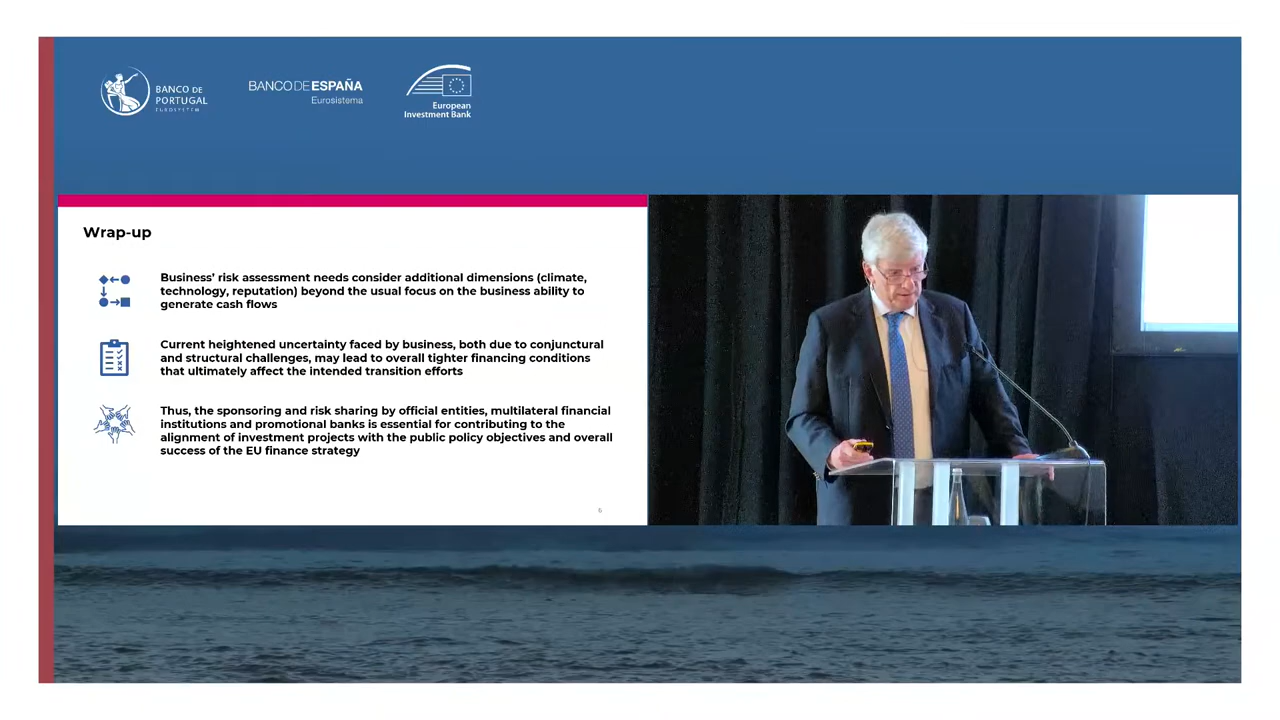 BANCO DE
PORTUGAL
EUROSYSTEM
BANCO DE ESPAÑA
Eurosistema
European
Investment Bank
Wrap-up
Business’ risk assessment needs consider additional dimensions (climate,
technology, reputation) beyond the usual focus on the business ability to
generate cash flows
Current heightened uncertainty faced by business, both due to conjunctural
and structural challenges, may lead to overall tighter financing conditions
that ultimately affect the intended transition efforts
Thus, the sponsoring and risk sharing by official entities, multilateral financial
institutions and promotional banks is essential for contributing to the
alignment of investment projects with the public policy objectives and overall
success of the EU finance strategy
6